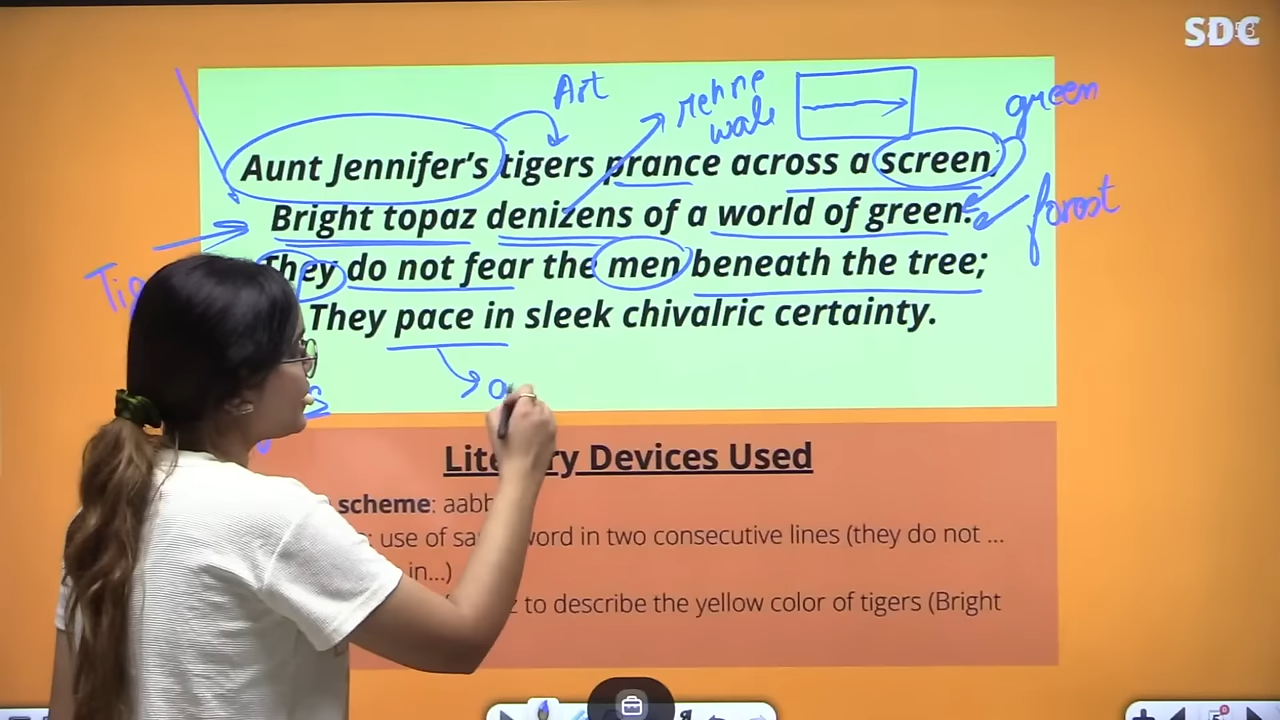 SDC
Art
rehne
wale
green
Aunt Jennifer's tigers prance across a screen;
Bright topaz denizens of a world of green.
forest
They do not fear the men beneath the tree;
They pace in sleek chivalric certainty.
Literary Devices Used
scheme: aabb
: use of same word in two consecutive lines (they do not ...
in...)
to describe the yellow color of tigers (Bright